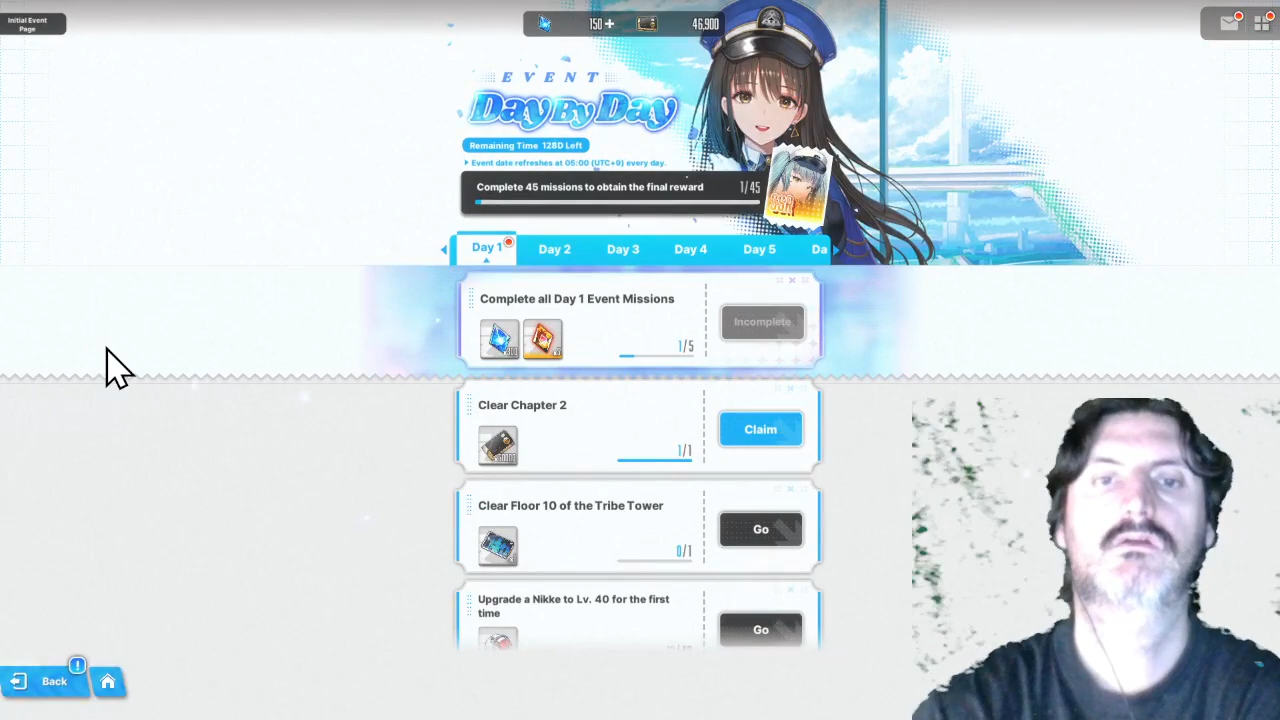 Initial Event
Page
150 +
46,900
EVENT
Day By Day
Remaining Time 128D Left
Event date refreshes at 05:00 (UTC+9) every day.
Complete 45 missions to obtain the final reward
1/45
SSR
Day 1
Day 2
Day 3
Day 4
Day 5
Da
Complete all Day 1 Event Missions
1/5
Incomplete
Clear Chapter 2
1/1
Claim
Clear Floor 10 of the Tribe Tower
0/1
Go
Upgrade a Nikke to Lv. 40 for the first
time
Go
Back